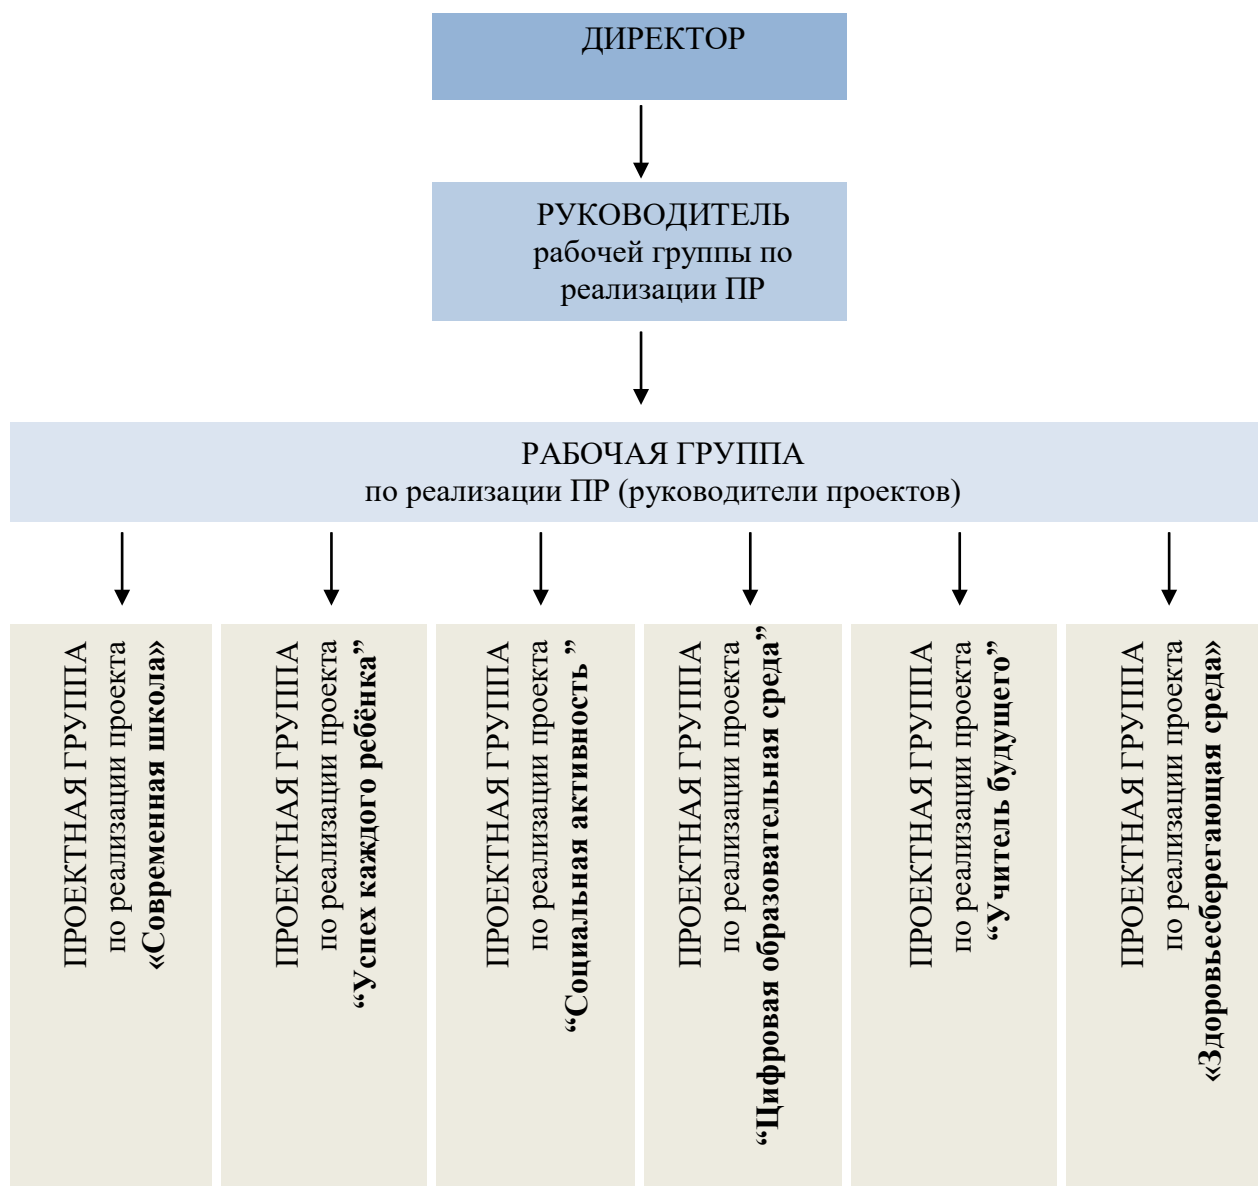 ДИРЕКТОР
РУКОВОДИТЕЛЬ
рабочей группы по
реализации ПР
РАБОЧАЯ ГРУППА
по реализации ПР (руководители проектов)
ПРОЕКТНАЯ ГРУППА
по реализации проекта
«Современная школа»
ПРОЕКТНАЯ ГРУППА
по реализации проекта
“Успех каждого ребёнка”
ПРОЕКТНАЯ ГРУППА
по реализации проекта
“Социальная активность ”
ПРОЕКТНАЯ ГРУППА
по реализации проекта
“Цифровая образовательная среда”
ПРОЕКТНАЯ ГРУППА
по реализации проекта
“Учитель будущего”
ПРОЕКТНАЯ ГРУППА
по реализации проекта
«Здоровьесберегающая среда»